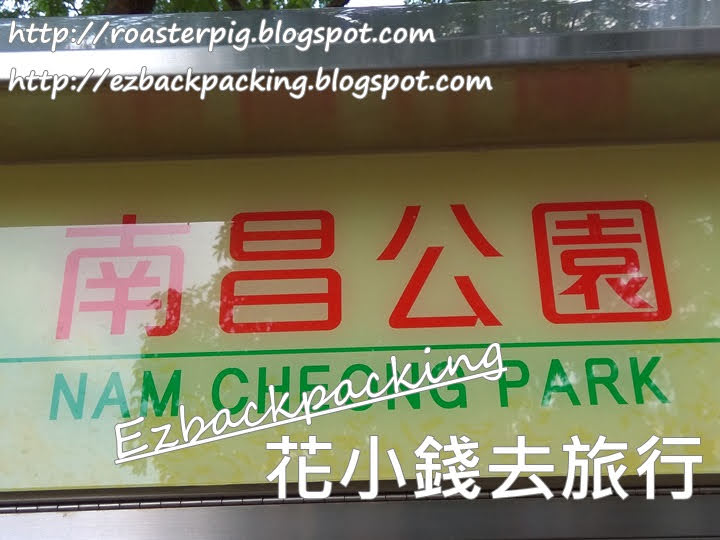 http://roasterpig.blogspot.com
http://ezbackpacking.blogspot.com
南昌公園
NAM CHEONG PARK
Ezbackpacking
花小錢去旅行